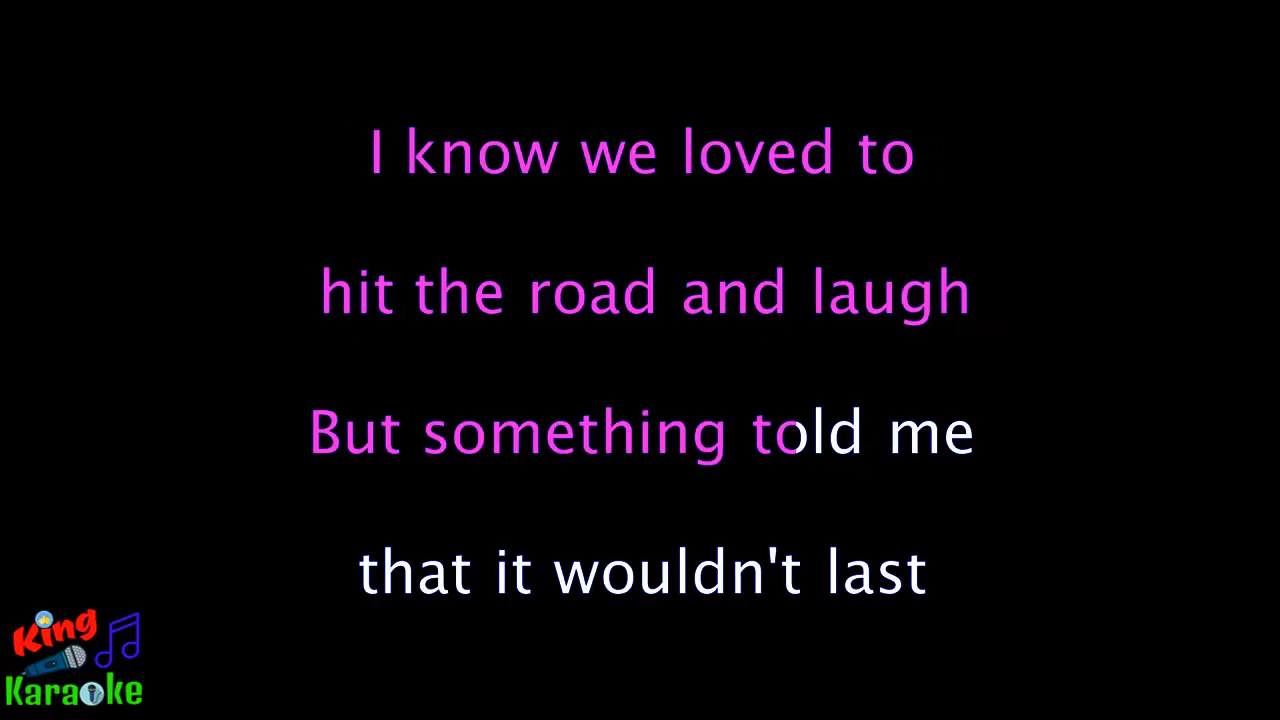 I know we loved to
hit the road and laugh
But something told me
that it wouldn't last
King
Karaoke